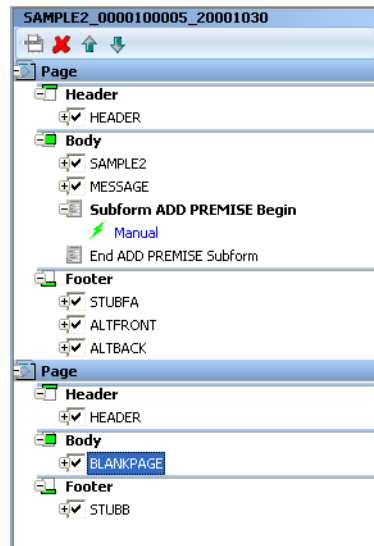 SAMPLE2_0000100005_20001030
Page
Header
HEADER
Body
SAMPLE2
MESSAGE
Subform ADD PREMISE Begin
Manual
End ADD PREMISE Subform
Footer
STUBFA
ALTFRONT
ALTBACK
Page
Header
HEADER
Body
BLANKPAGE
Footer
STUBB